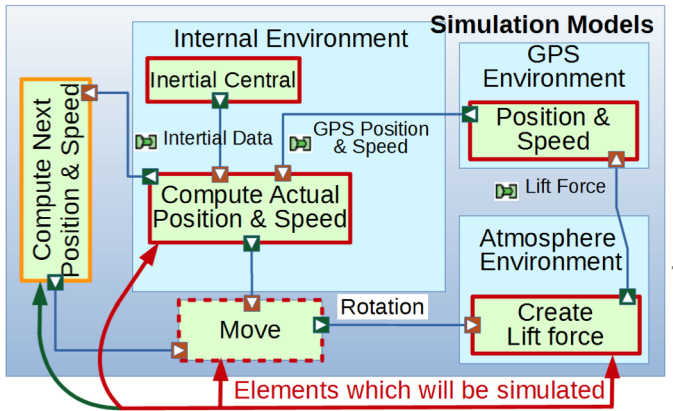 Simulation Models
Internal Environment
GPS
Environment
Inertial Central
Position &
Speed
Compute Next
Position & Speed
Intertial Data
GPS Position
& Speed
Lift Force
Compute Actual
Position & Speed
Atmosphere
Environment
Move
Rotation
Create
Lift force
Elements which will be simulated